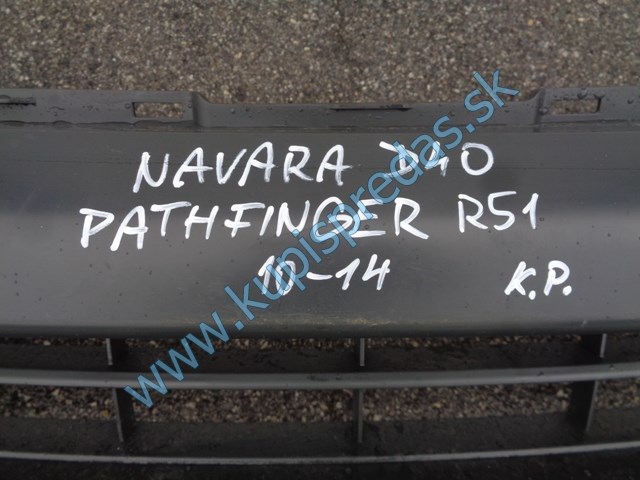 NAVARA D40
PATHFINGER R51
10-14 K.P.
www.kupispredas.sk